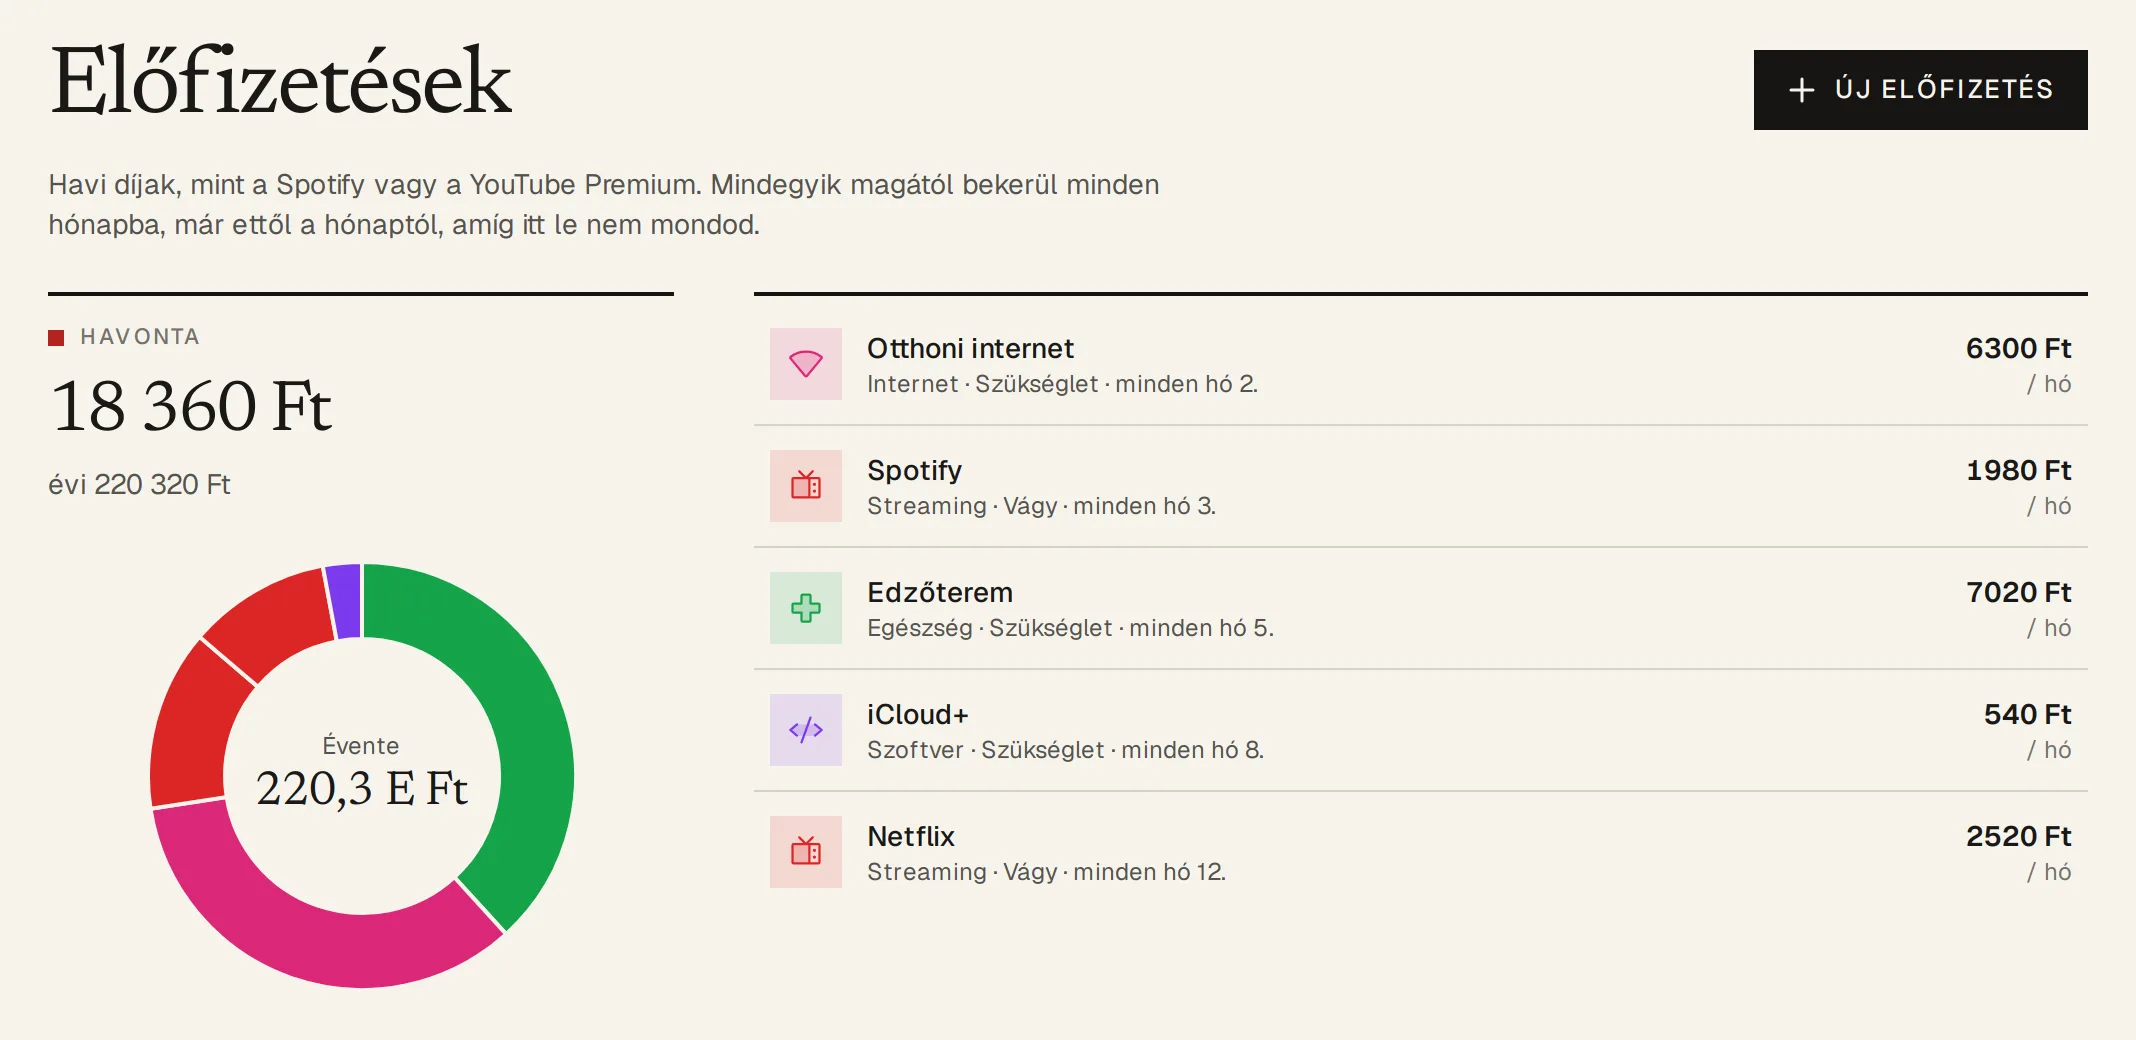 Előfizetések
+ ÚJ ELŐFIZETÉS
Havi díjak, mint a Spotify vagy a YouTube Premium. Mindegyik magától bekerül minden
hónapba, már ettől a hónaptól, amíg itt le nem mondod.
HAVONTA
18 360 Ft
évi 220 320 Ft
Évente
220,3 E Ft
Otthoni internet
6300 Ft
Internet · Szükséglet · minden hó 2.
/ hó
Spotify
1980 Ft
Streaming · Vágy · minden hó 3.
/ hó
Edzőterem
7020 Ft
Egészség · Szükséglet · minden hó 5.
/ hó
iCloud+
540 Ft
Szoftver · Szükséglet · minden hó 8.
/ hó
Netflix
2520 Ft
Streaming · Vágy · minden hó 12.
/ hó